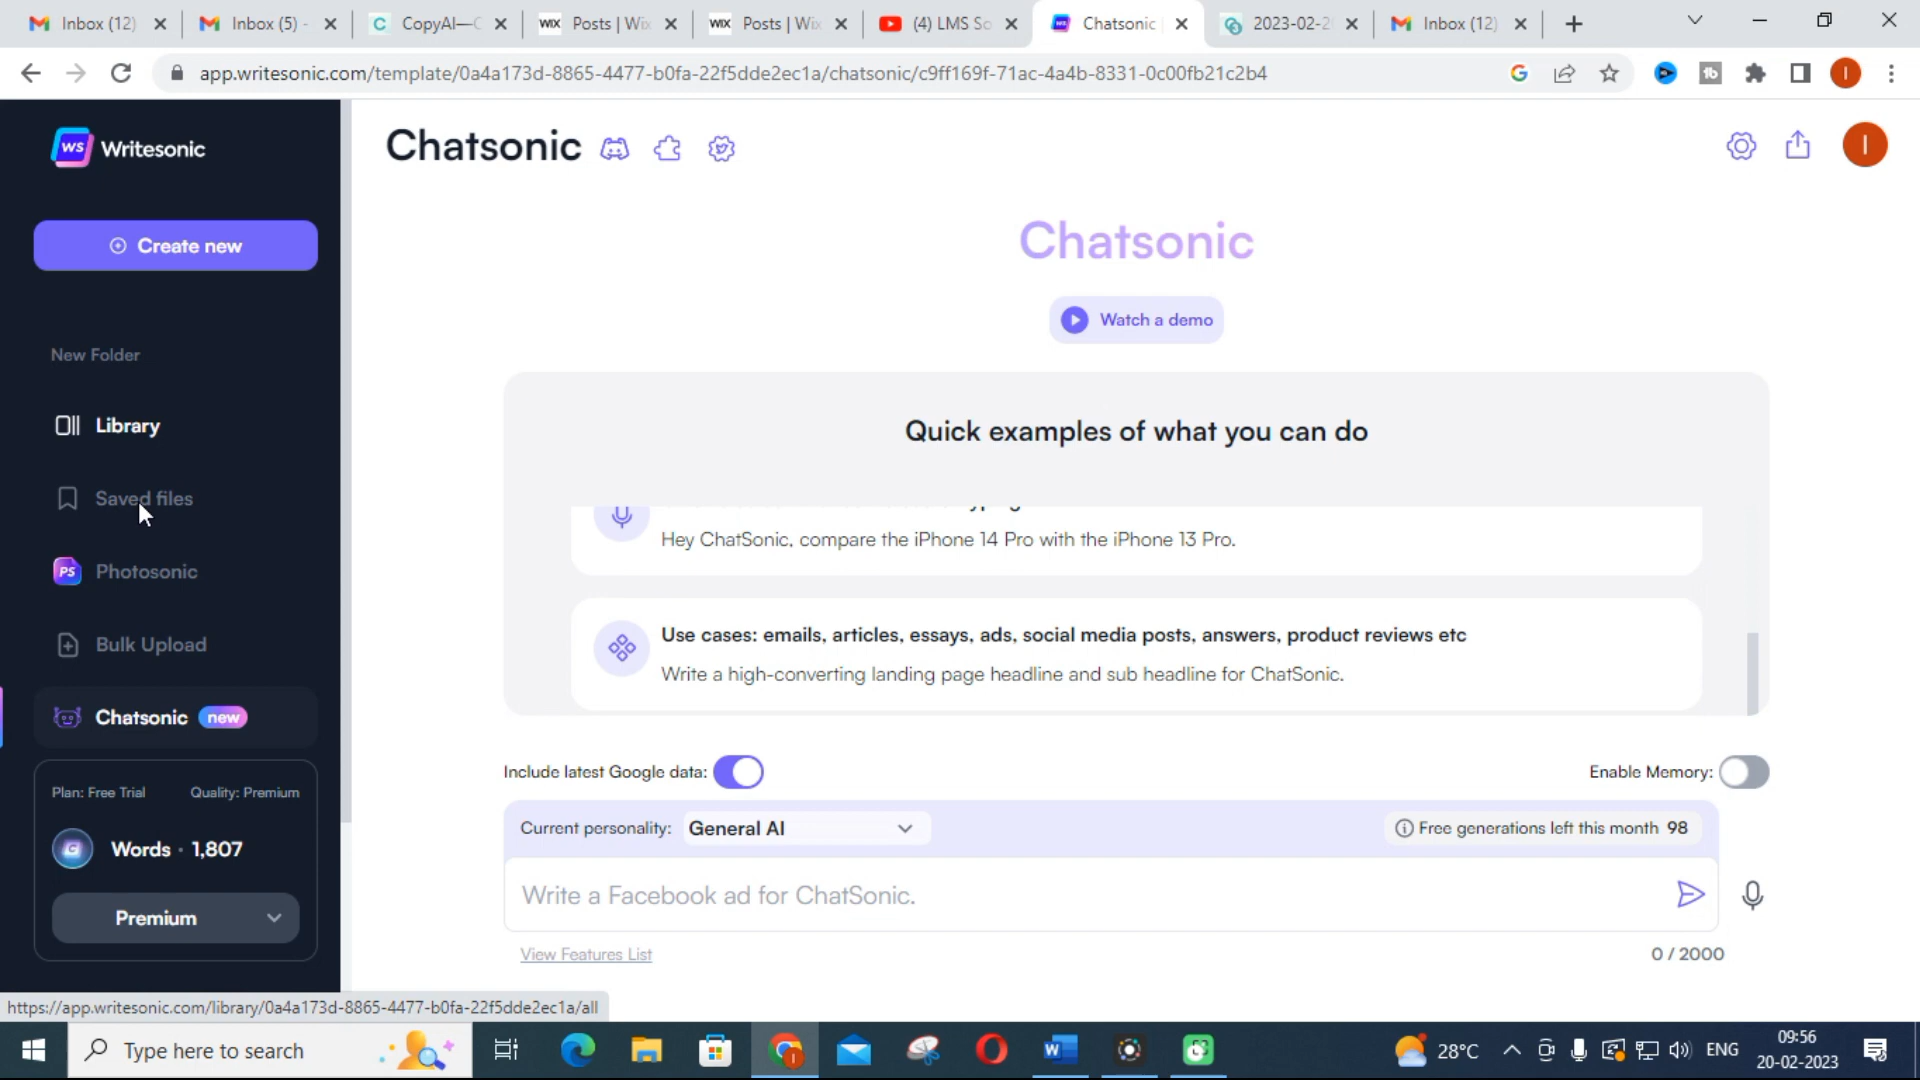 Inbox (12)
Inbox (5) -
CopyAI—C
WIX Posts | Wix
WIX Posts | Wix
(4) LMS So
Chatsonic
2023-02-2
Inbox (12)
app.writesonic.com/template/0a4a173d-8865-4477-b0fa-22f5dde2ec1a/chatsonic/c9ff169f-71ac-4a4b-8331-0c00fb21c2b4
I
WS Writesonic
Chatsonic
I
Create new
Chatsonic
Watch a demo
New Folder
Library
Saved files
PS Photosonic
Bulk Upload
Chatsonic new
Quick examples of what you can do
Hey ChatSonic, compare the iPhone 14 Pro with the iPhone 13 Pro.
Use cases: emails, articles, essays, ads, social media posts, answers, product reviews etc
Write a high-converting landing page headline and sub headline for ChatSonic.
Include latest Google data:
Enable Memory:
Plan: Free Trial Quality: Premium
G Words · 1,807
Premium
Current personality: General AI
Free generations left this month 98
Write a Facebook ad for ChatSonic.
View Features List
0 / 2000
https://app.writesonic.com/library/0a4a173d-8865-4477-b0fa-22f5dde2ec1a/all
Type here to search
28°C
ENG
09:56
20-02-2023